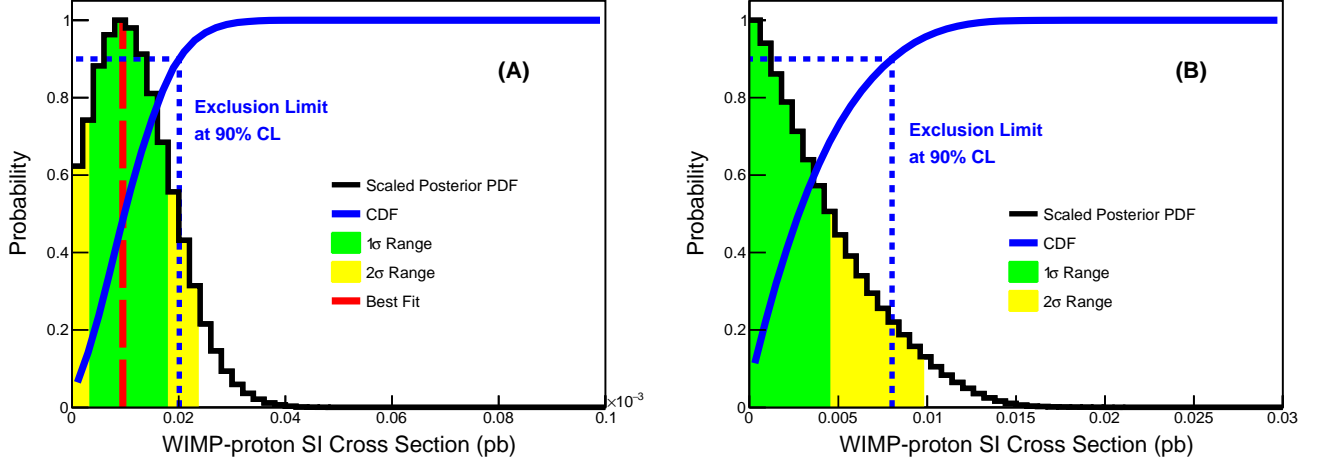 1
0.8
0.6
0.4
0.2
0
Probability
(A)
Exclusion Limit
at 90% CL
Scaled Posterior PDF
CDF
1σ Range
2σ Range
Best Fit
0
0.02
0.04
0.06
0.08
0.1
×10⁻³
WIMP-proton SI Cross Section (pb)
1
0.8
0.6
0.4
0.2
0
Probability
(B)
Exclusion Limit
at 90% CL
Scaled Posterior PDF
CDF
1σ Range
2σ Range
0
0.005
0.01
0.015
0.02
0.025
0.03
WIMP-proton SI Cross Section (pb)